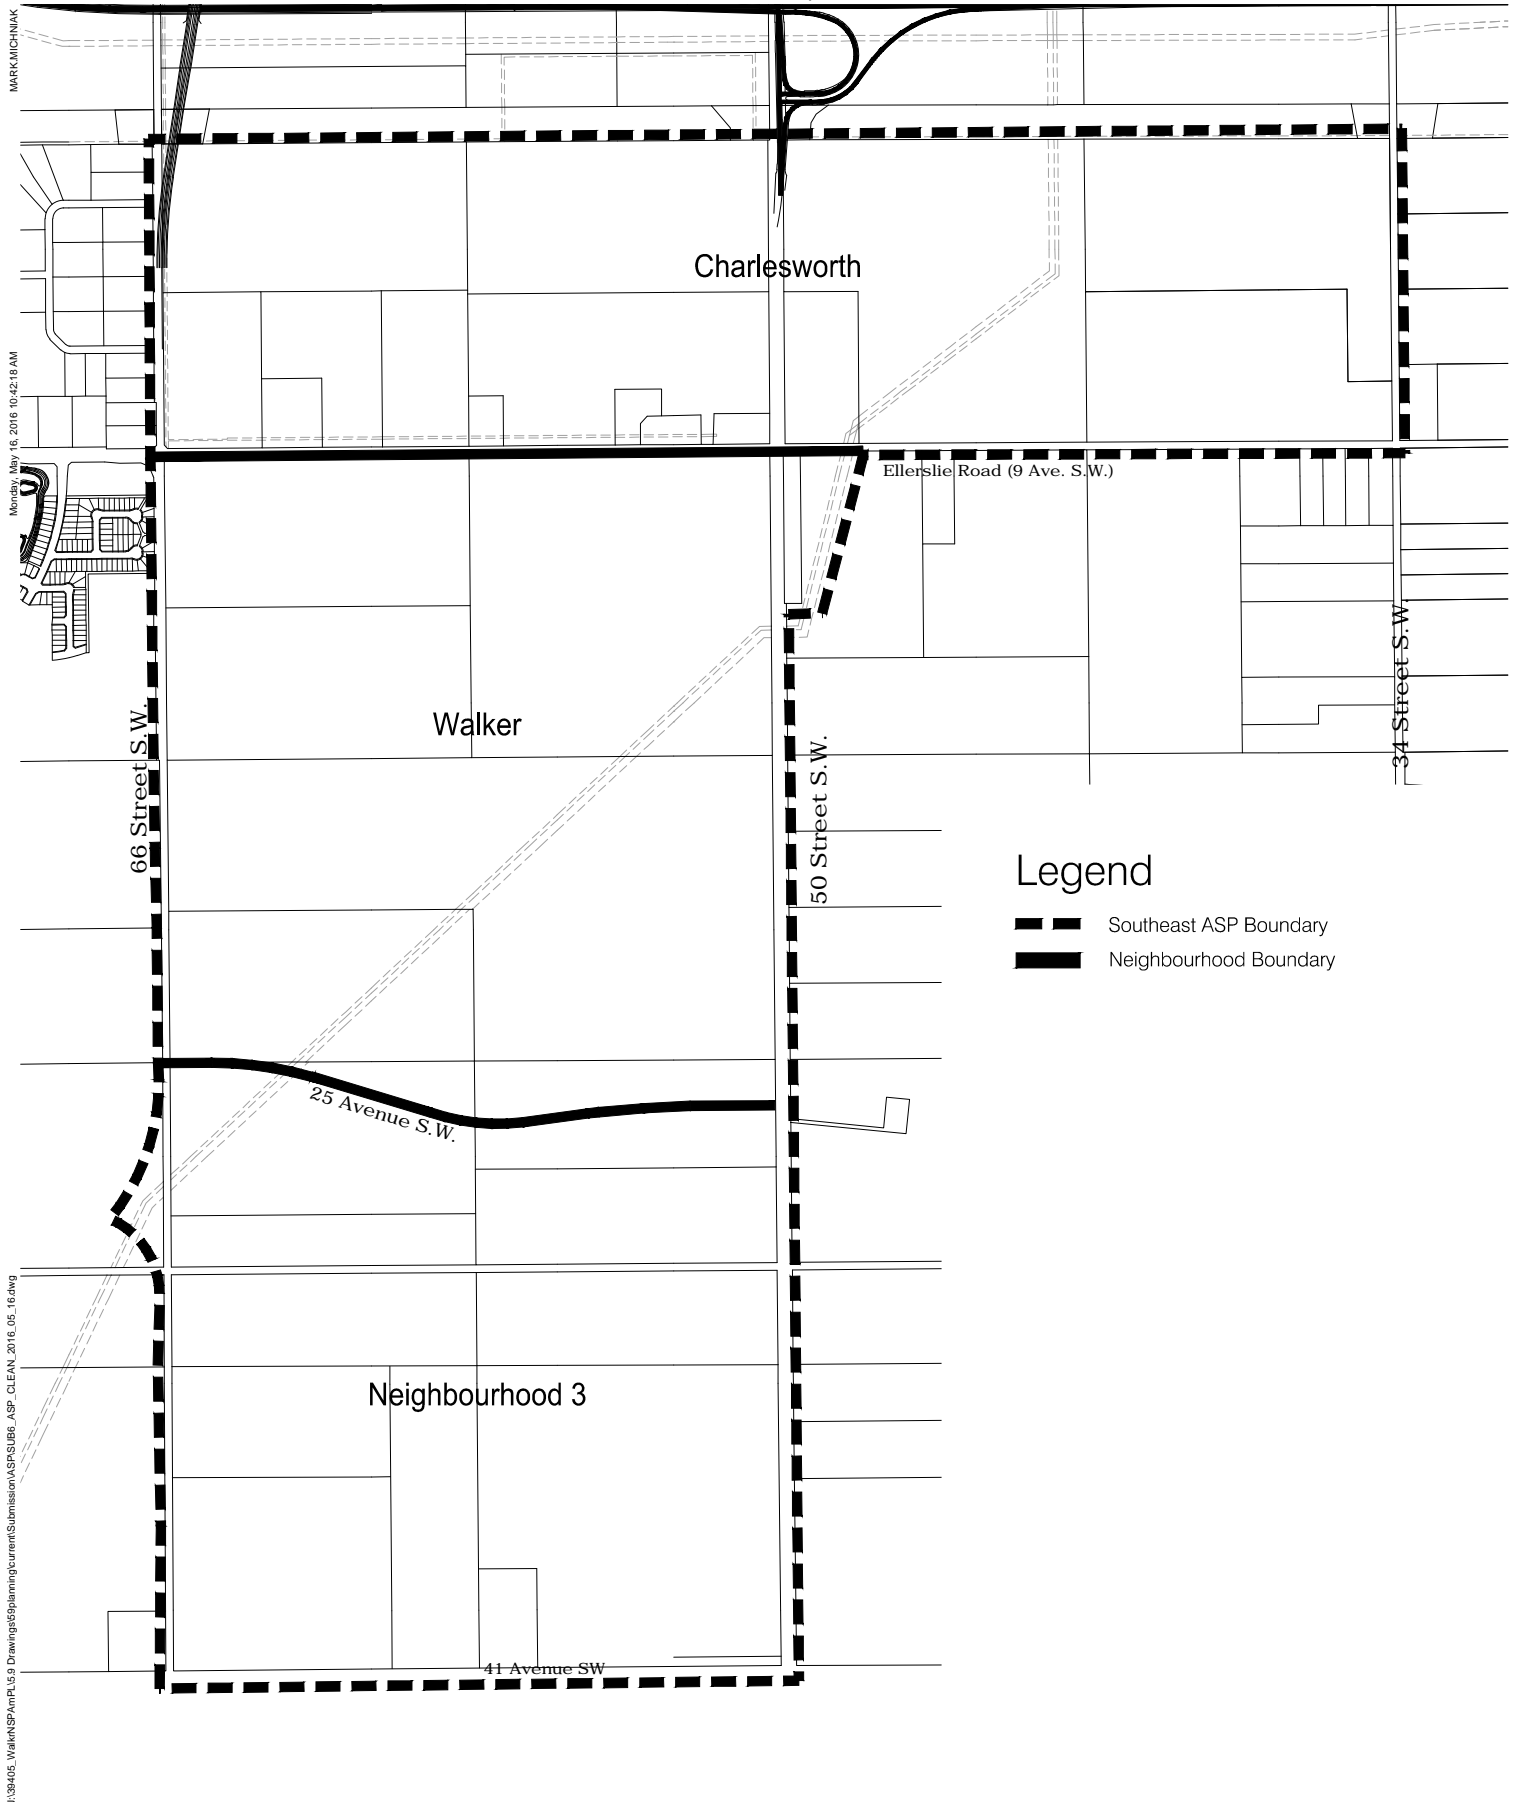 MARK.MICHNIAK
Monday, May 16, 2016 10:42:18 AM
Charlesworth
Ellerslie Road (9 Ave. S.W.)
34 Street S.W.
Walker
66 Street S.W.
50 Street S.W.
Legend
Southeast ASP Boundary
Neighbourhood Boundary
25 Avenue S.W.
Neighbourhood 3
41 Avenue SW